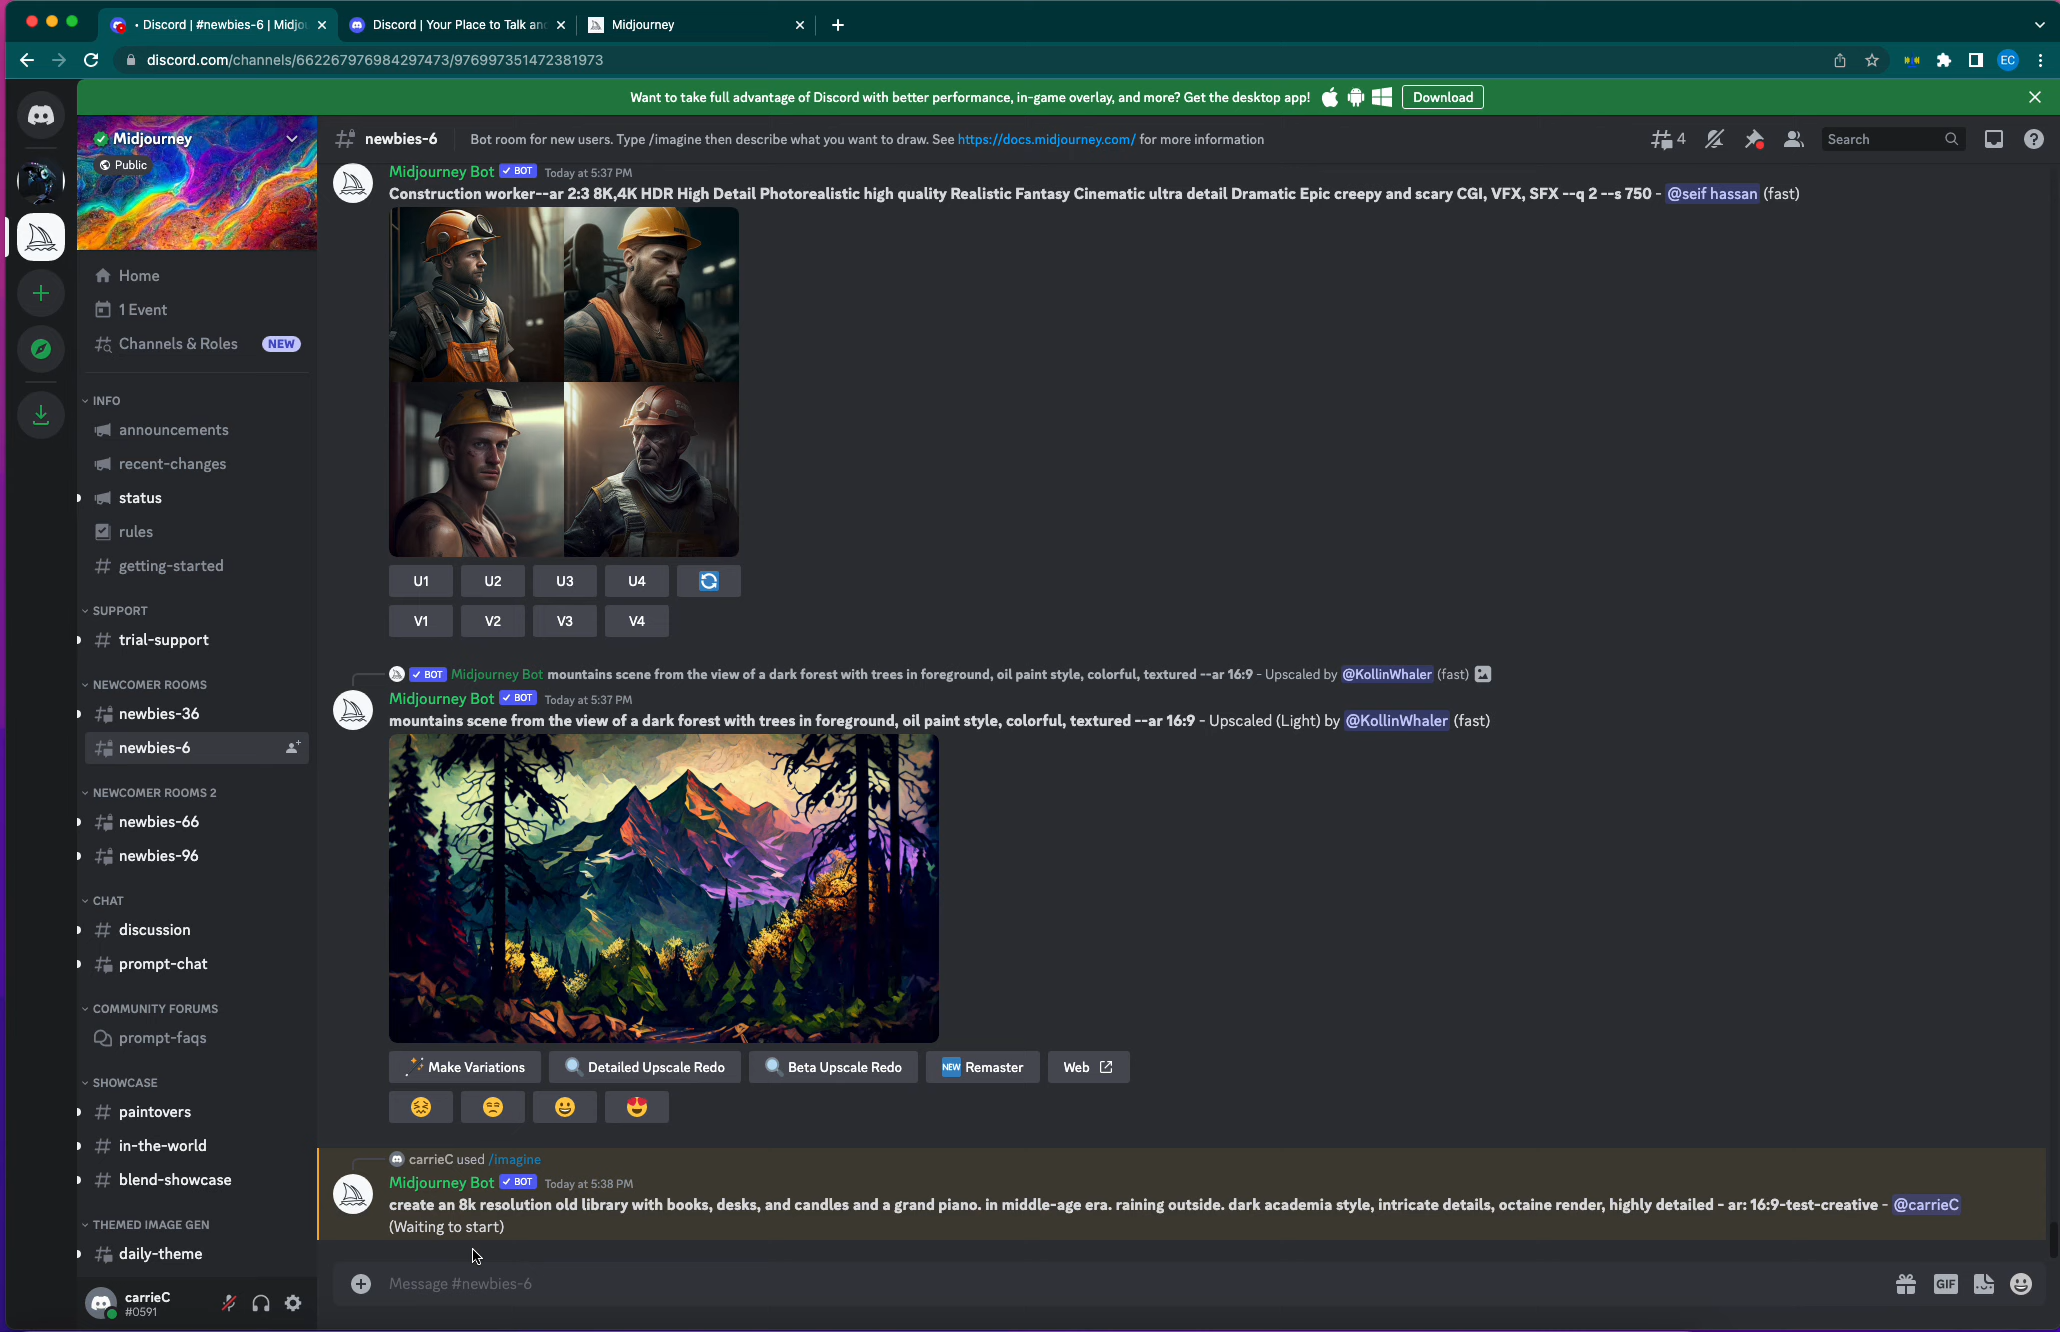 • Discord | #newbies-6 | Midjo
Discord | Your Place to Talk an
Midjourney
discord.com/channels/662267976984297473/976997351472381973
EC
Want to take full advantage of Discord with better performance, in-game overlay, and more? Get the desktop app!
Download
Midjourney
Public
newbies-6
Bot room for new users. Type /imagine then describe what you want to draw. See https://docs.midjourney.com/ for more information
4
Search
Home
1 Event
Channels & Roles NEW
INFO
announcements
recent-changes
status
rules
getting-started
SUPPORT
trial-support
NEWCOMER ROOMS
newbies-36
newbies-6
NEWCOMER ROOMS 2
newbies-66
newbies-96
CHAT
discussion
prompt-chat
COMMUNITY FORUMS
prompt-faqs
SHOWCASE
paintovers
in-the-world
blend-showcase
THEMED IMAGE GEN
daily-theme
carrieC
#0591
Midjourney Bot BOT Today at 5:37 PM
Construction worker--ar 2:3 8K,4K HDR High Detail Photorealistic high quality Realistic Fantasy Cinematic ultra detail Dramatic Epic creepy and scary CGI, VFX, SFX --q 2 --s 750 - @seif hassan (fast)
U1 U2 U3 U4
V1 V2 V3 V4
BOT Midjourney Bot mountains scene from the view of a dark forest with trees in foreground, oil paint style, colorful, textured --ar 16:9 - Upscaled by @KollinWhaler (fast)
Midjourney Bot BOT Today at 5:37 PM
mountains scene from the view of a dark forest with trees in foreground, oil paint style, colorful, textured --ar 16:9 - Upscaled (Light) by @KollinWhaler (fast)
Make Variations Detailed Upscale Redo Beta Upscale Redo NEW Remaster Web
carrieC used /imagine
Midjourney Bot BOT Today at 5:38 PM
create an 8k resolution old library with books, desks, and candles and a grand piano. in middle-age era. raining outside. dark academia style, intricate details, octaine render, highly detailed - ar: 16:9-test-creative - @carrieC
(Waiting to start)
Message #newbies-6
GIF